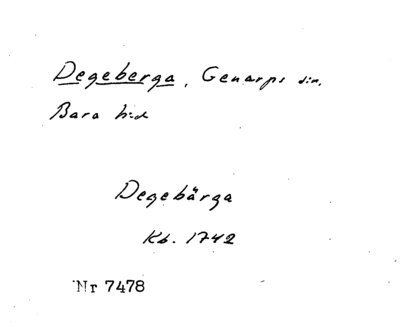 Degeberga, Genarps sn.
Bara hd
Degebärga
Kb. 1742
Nr 7478